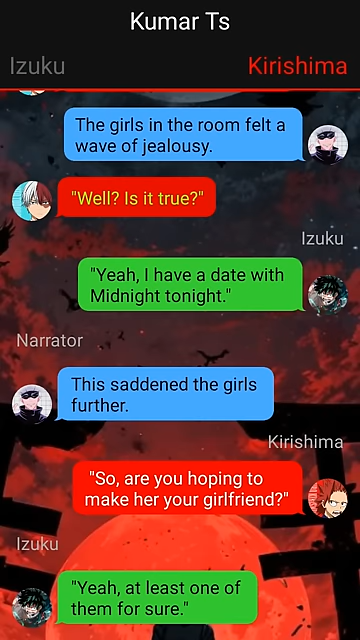 Kumar Ts
Izuku
Kirishima
The girls in the room felt a
wave of jealousy.
"Well? Is it true?"
Izuku
"Yeah, I have a date with
Midnight tonight."
Narrator
This saddened the girls
further.
Kirishima
"So, are you hoping to
make her your girlfriend?"
Izuku
"Yeah, at least one of
them for sure."